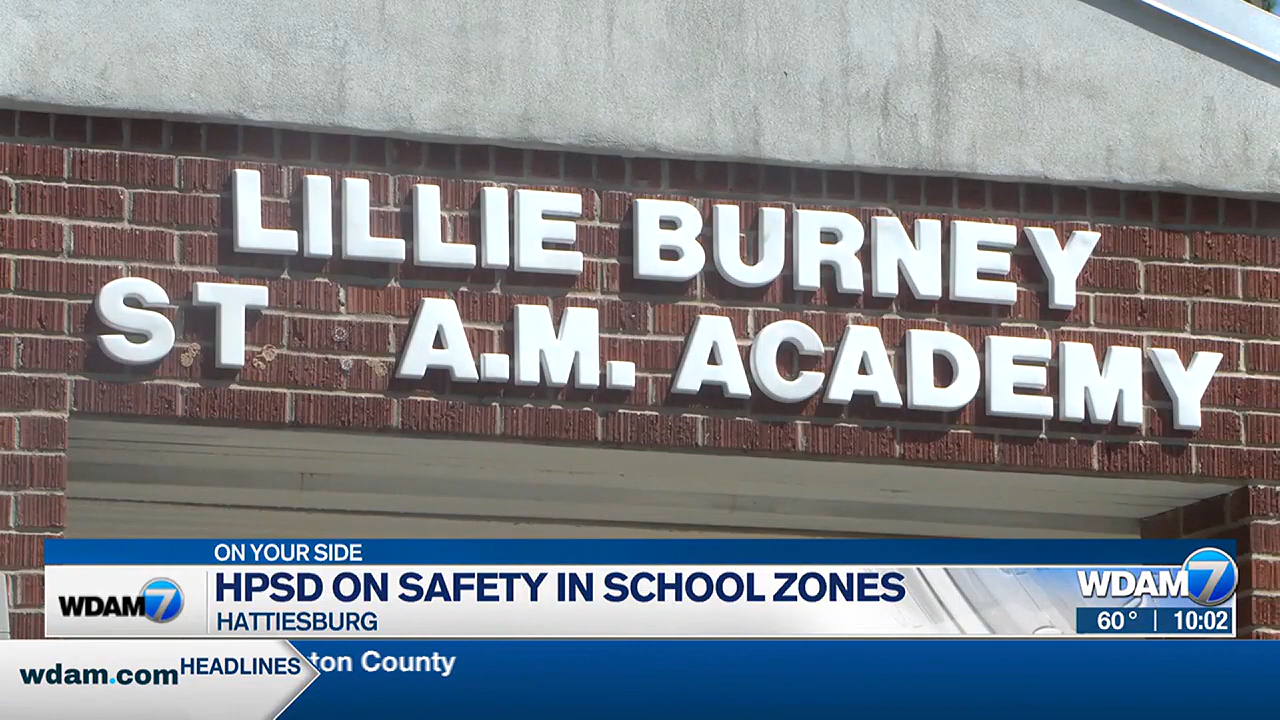 LILLIE BURNEY
ST A.M. ACADEMY
ON YOUR SIDE
WDAM7
HPSD ON SAFETY IN SCHOOL ZONES
HATTIESBURG
WDAM7
60° | 10:02
wdam.com HEADLINES
ton County